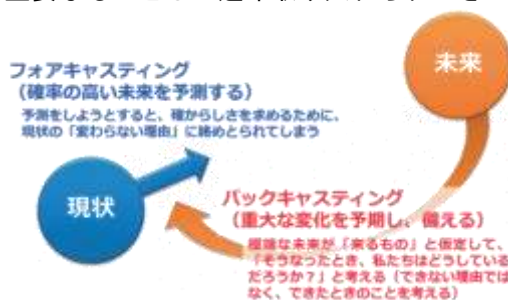 フォアキャスティング
(確率の高い未来を予測する)
予測をしようとすると、確からしさを求めるために、
現状の「変わらない理由」に絡めとられてしまう
未来
現状
バックキャスティング
(重大な変化を予期し、備える)
極端な未来が「来るもの」と仮定して、
「そうなったとき、私たちはどうしている
だろうか?」と考える(できない理由では
なく、できたときのことを考える)